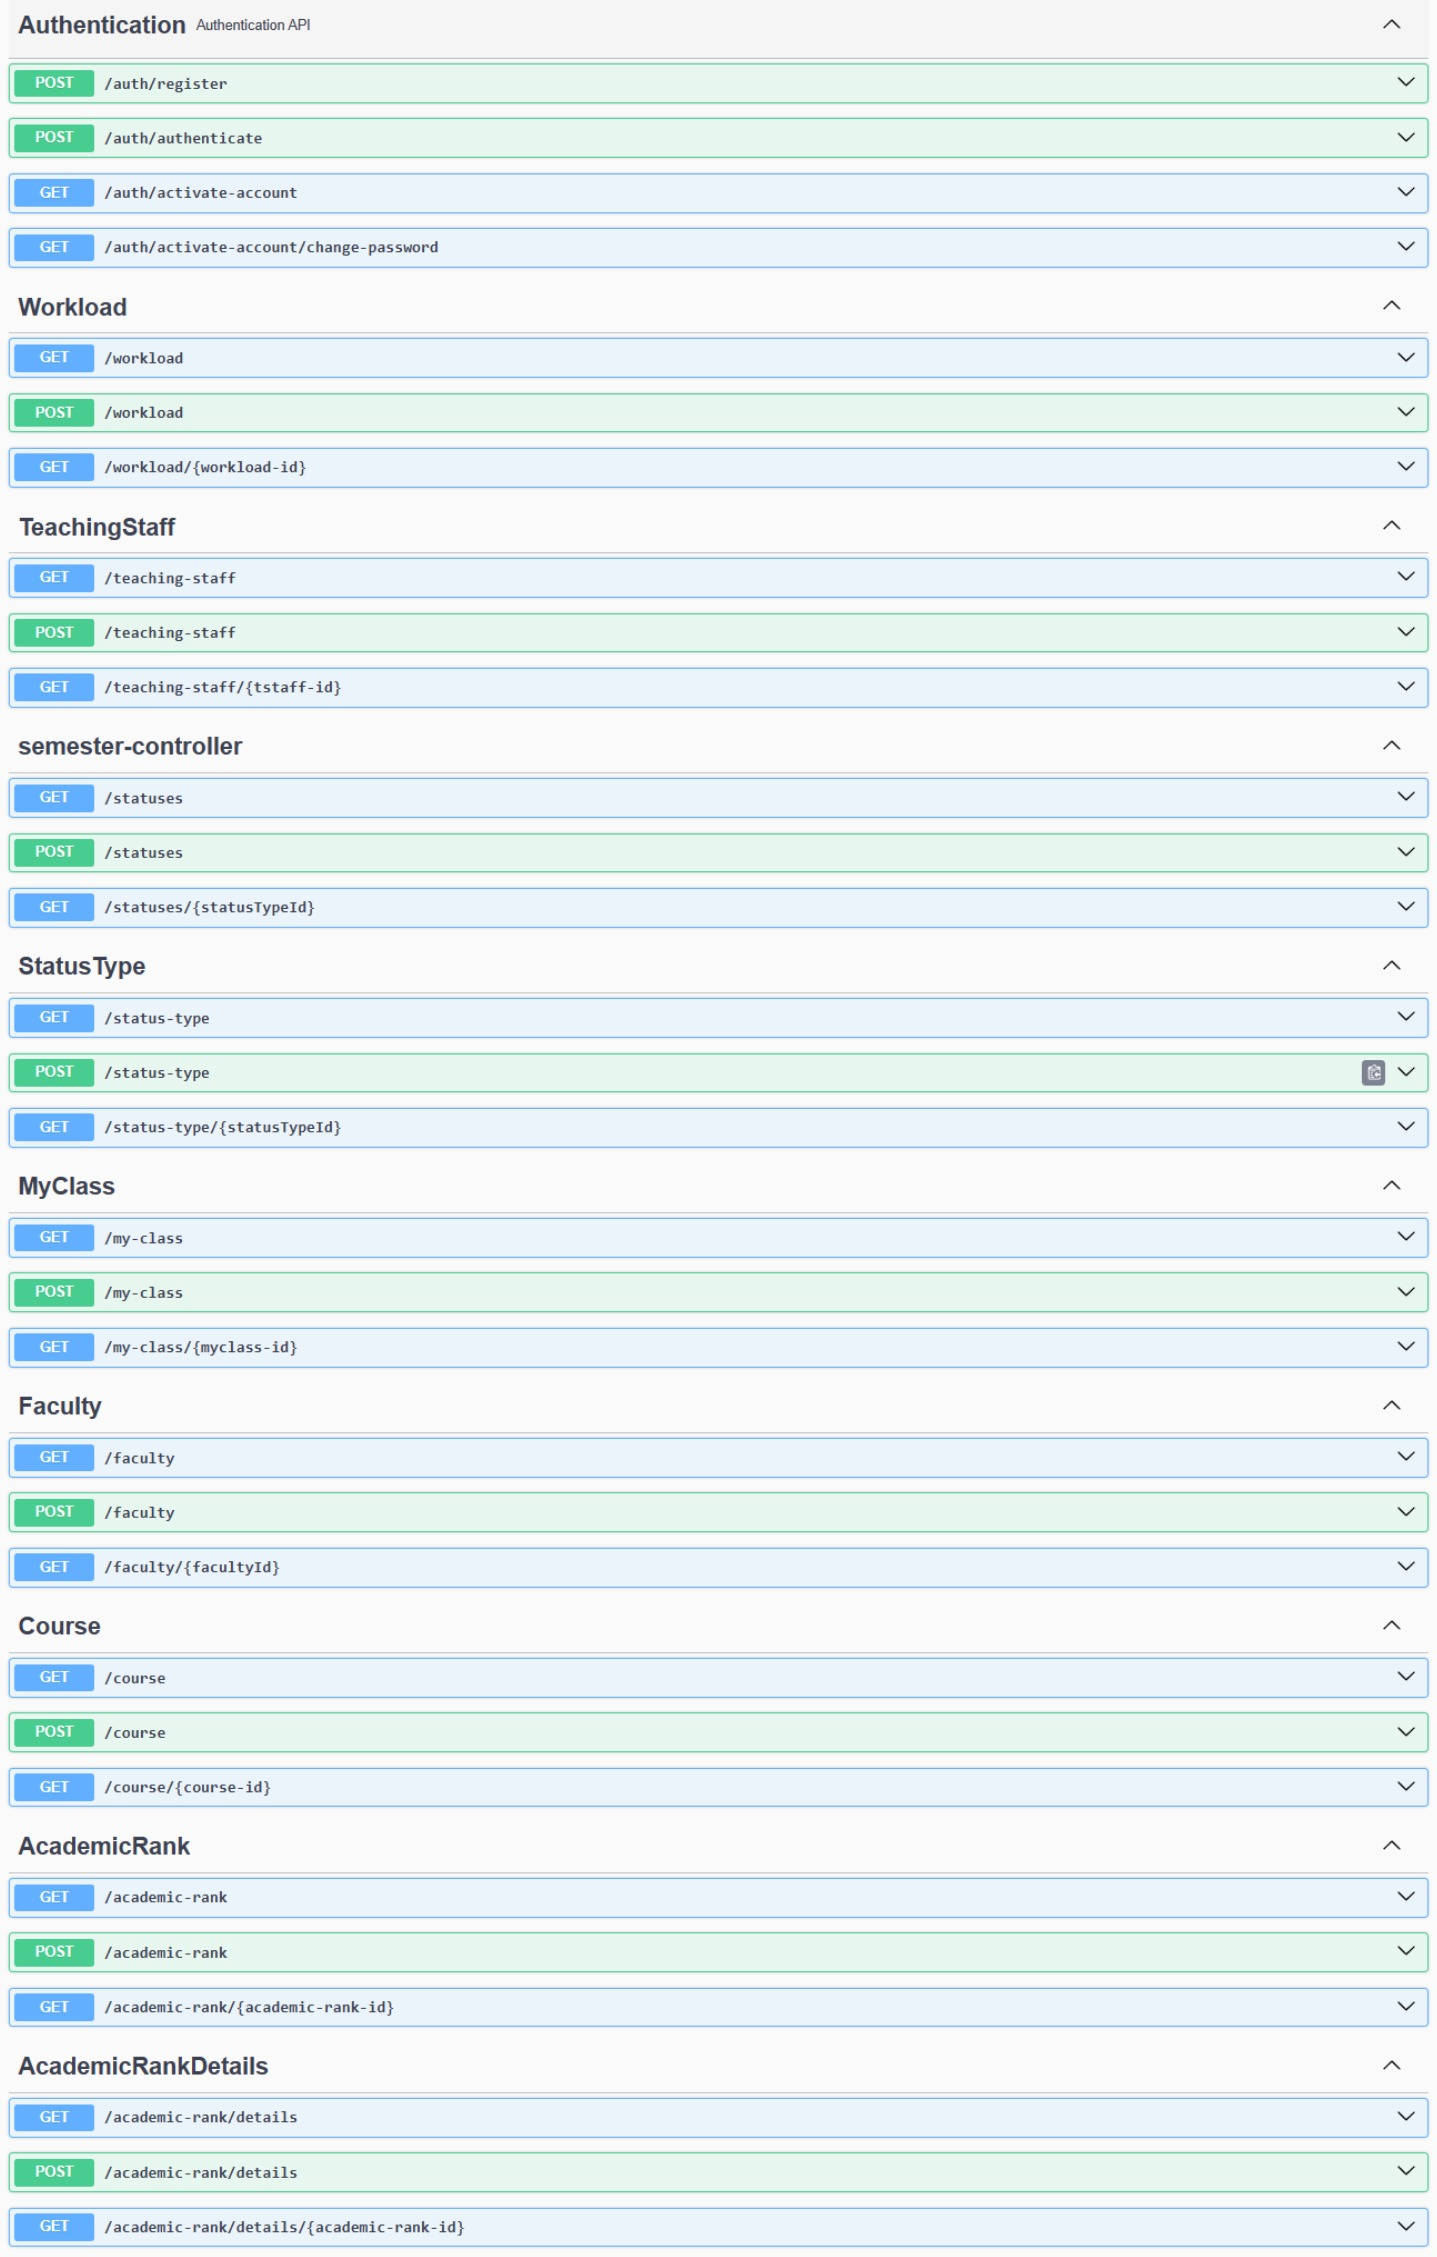 Authentication Authentication API
POST /auth/register
POST /auth/authenticate
GET /auth/activate-account
GET /auth/activate-account/change-password
Workload
GET /workload
POST /workload
GET /workload/{workload-id}
TeachingStaff
GET /teaching-staff
POST /teaching-staff
GET /teaching-staff/{tstaff-id}
semester-controller
GET /statuses
POST /statuses
GET /statuses/{statusTypeId}
StatusType
GET /status-type
POST /status-type
GET /status-type/{statusTypeId}
MyClass
GET /my-class
POST /my-class
GET /my-class/{myclass-id}
Faculty
GET /faculty
POST /faculty
GET /faculty/{facultyId}
Course
GET /course
POST /course
GET /course/{course-id}
AcademicRank
GET /academic-rank
POST /academic-rank
GET /academic-rank/{academic-rank-id}
AcademicRankDetails
GET /academic-rank/details
POST /academic-rank/details
GET /academic-rank/details/{academic-rank-id}